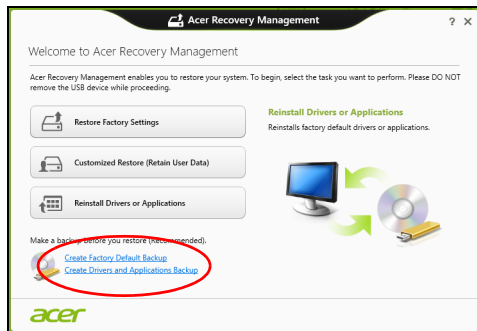 Acer Recovery Management
? X
Welcome to Acer Recovery Management
Acer Recovery Management enables you to restore your system. To begin, select the task you want to perform. Please DO NOT
remove the USB device while proceeding.
Restore Factory Settings
Reinstall Drivers or Applications
Reinstalls factory default drivers or applications.
Customized Restore (Retain User Data)
Reinstall Drivers or Applications
Make a backup before you restore (Recommended).
Create Factory Default Backup
Create Drivers and Applications Backup
acer